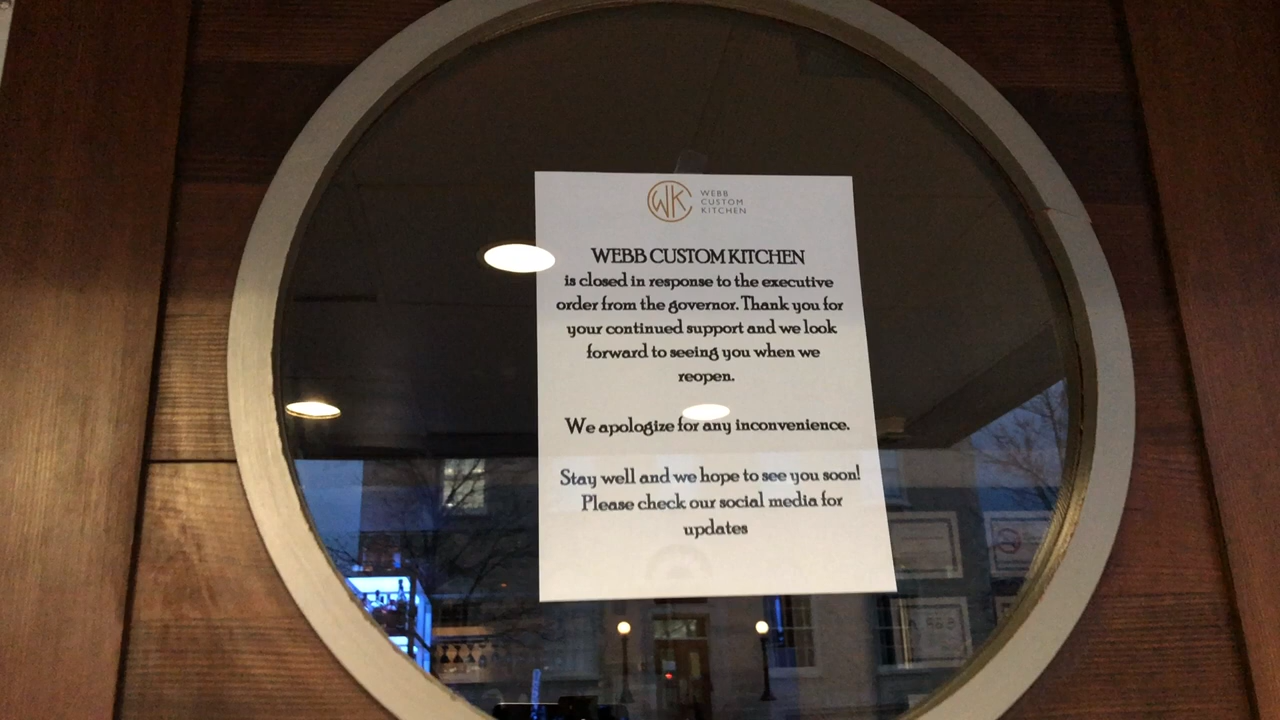 WK
WEBB
CUSTOM
KITCHEN
WEBB CUSTOM KITCHEN
is closed in response to the executive
order from the governor. Thank you for
your continued support and we look
forward to seeing you when we
reopen.
We apologize for any inconvenience.
Stay well and we hope to see you soon!
Please check our social media for
updates